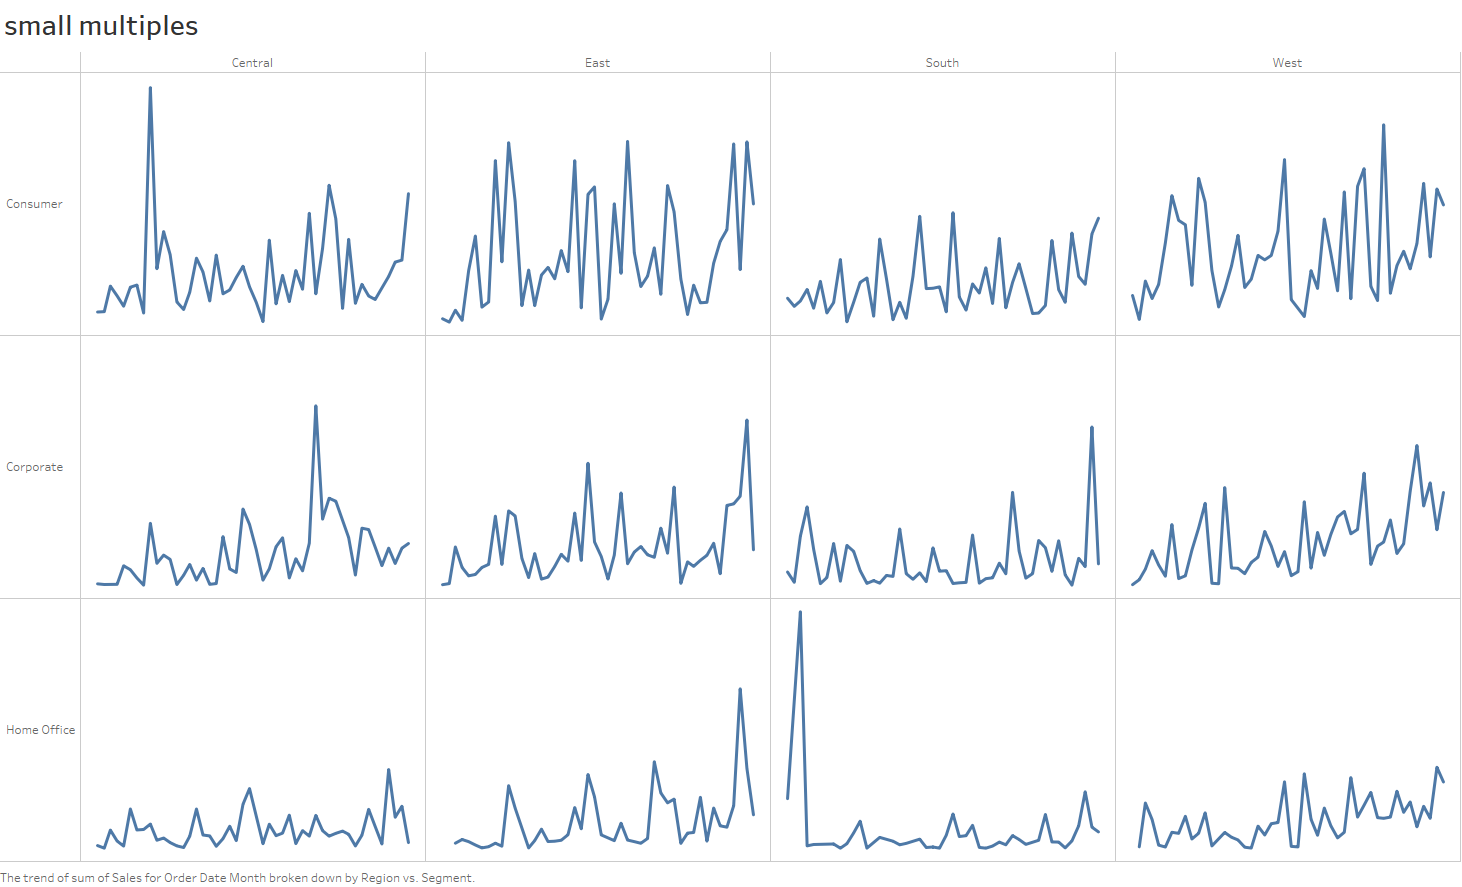 small multiples
Central East South West
Consumer
Corporate
Home Office
The trend of sum of Sales for Order Date Month broken down by Region vs. Segment.